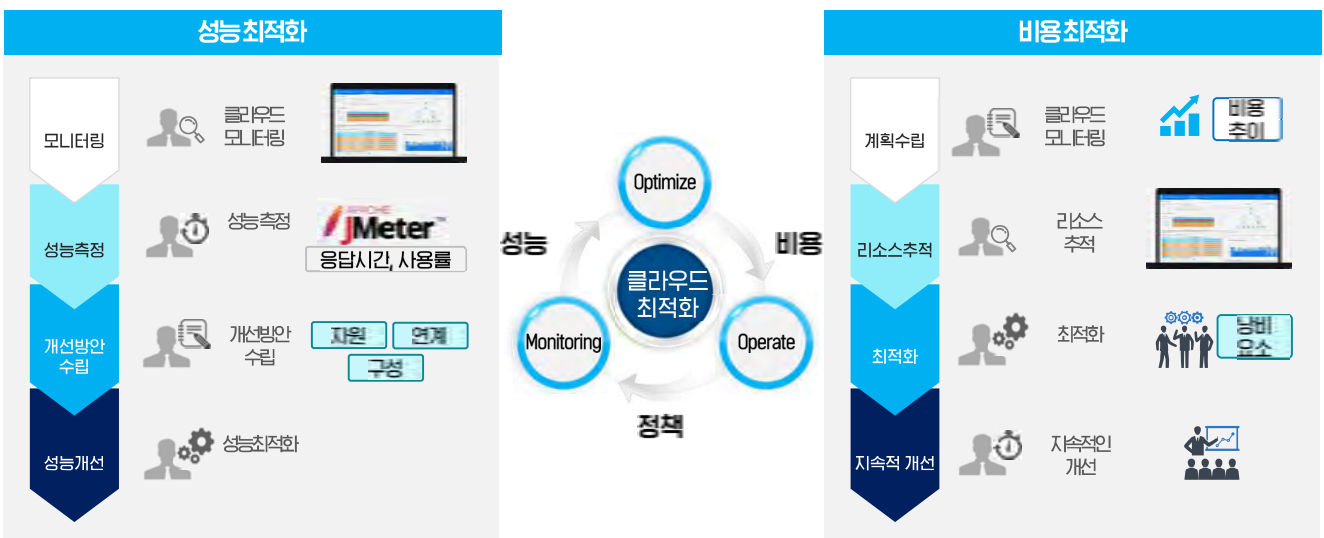 성능 최적화
모니터링
클라우드
모니터링
성능측정
성능측정
APACHE
JMeter™
응답시간, 사용률
개선방안
수립
개선방안
수립
자원
연계
구성
성능개선
성능최적화
Optimize
성능
비용
클라우드
최적화
Monitoring
Operate
정책
비용 최적화
계획수립
클라우드
모니터링
비용
추이
리소스추적
리소스
추적
최적화
최적화
낭비
요소
지속적 개선
지속적인
개선